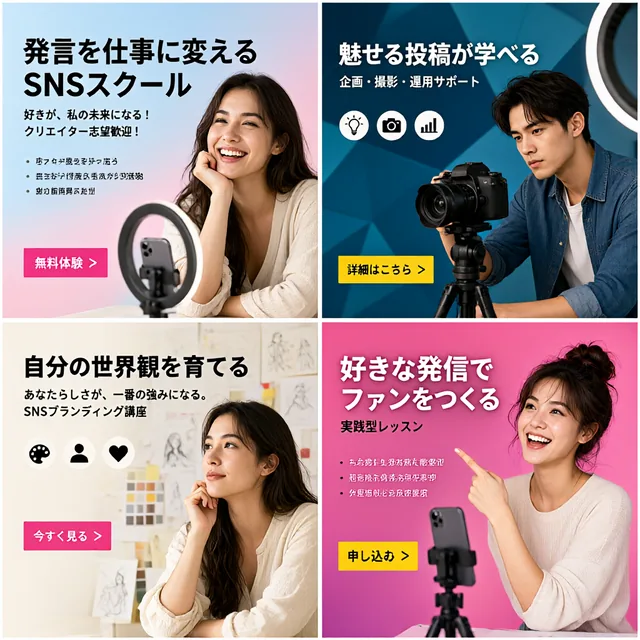 発言を仕事に変える
SNSスクール
好きが、私の未来になる！
クリエイター志望歓迎！
無料体験 >
魅せる投稿が学べる
企画・撮影・運用サポート
詳細はこちら >
自分の世界観を育てる
あなたらしさが、一番の強みになる。
SNSブランディング講座
今すぐ見る >
好きな発信で
ファンをつくる
実践型レッスン
申し込む >